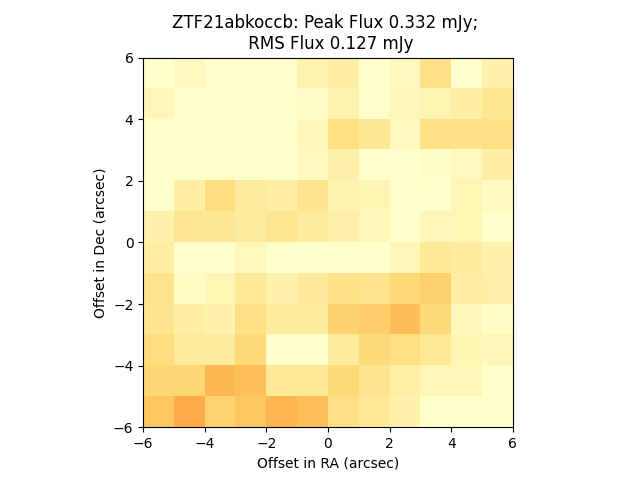 ZTF21abkoccb: Peak Flux 0.332 mJy;
RMS Flux 0.127 mJy
6
4
2
0
−2
−4
−6
Offset in Dec (arcsec)
−6 −4 −2 0 2 4 6
Offset in RA (arcsec)